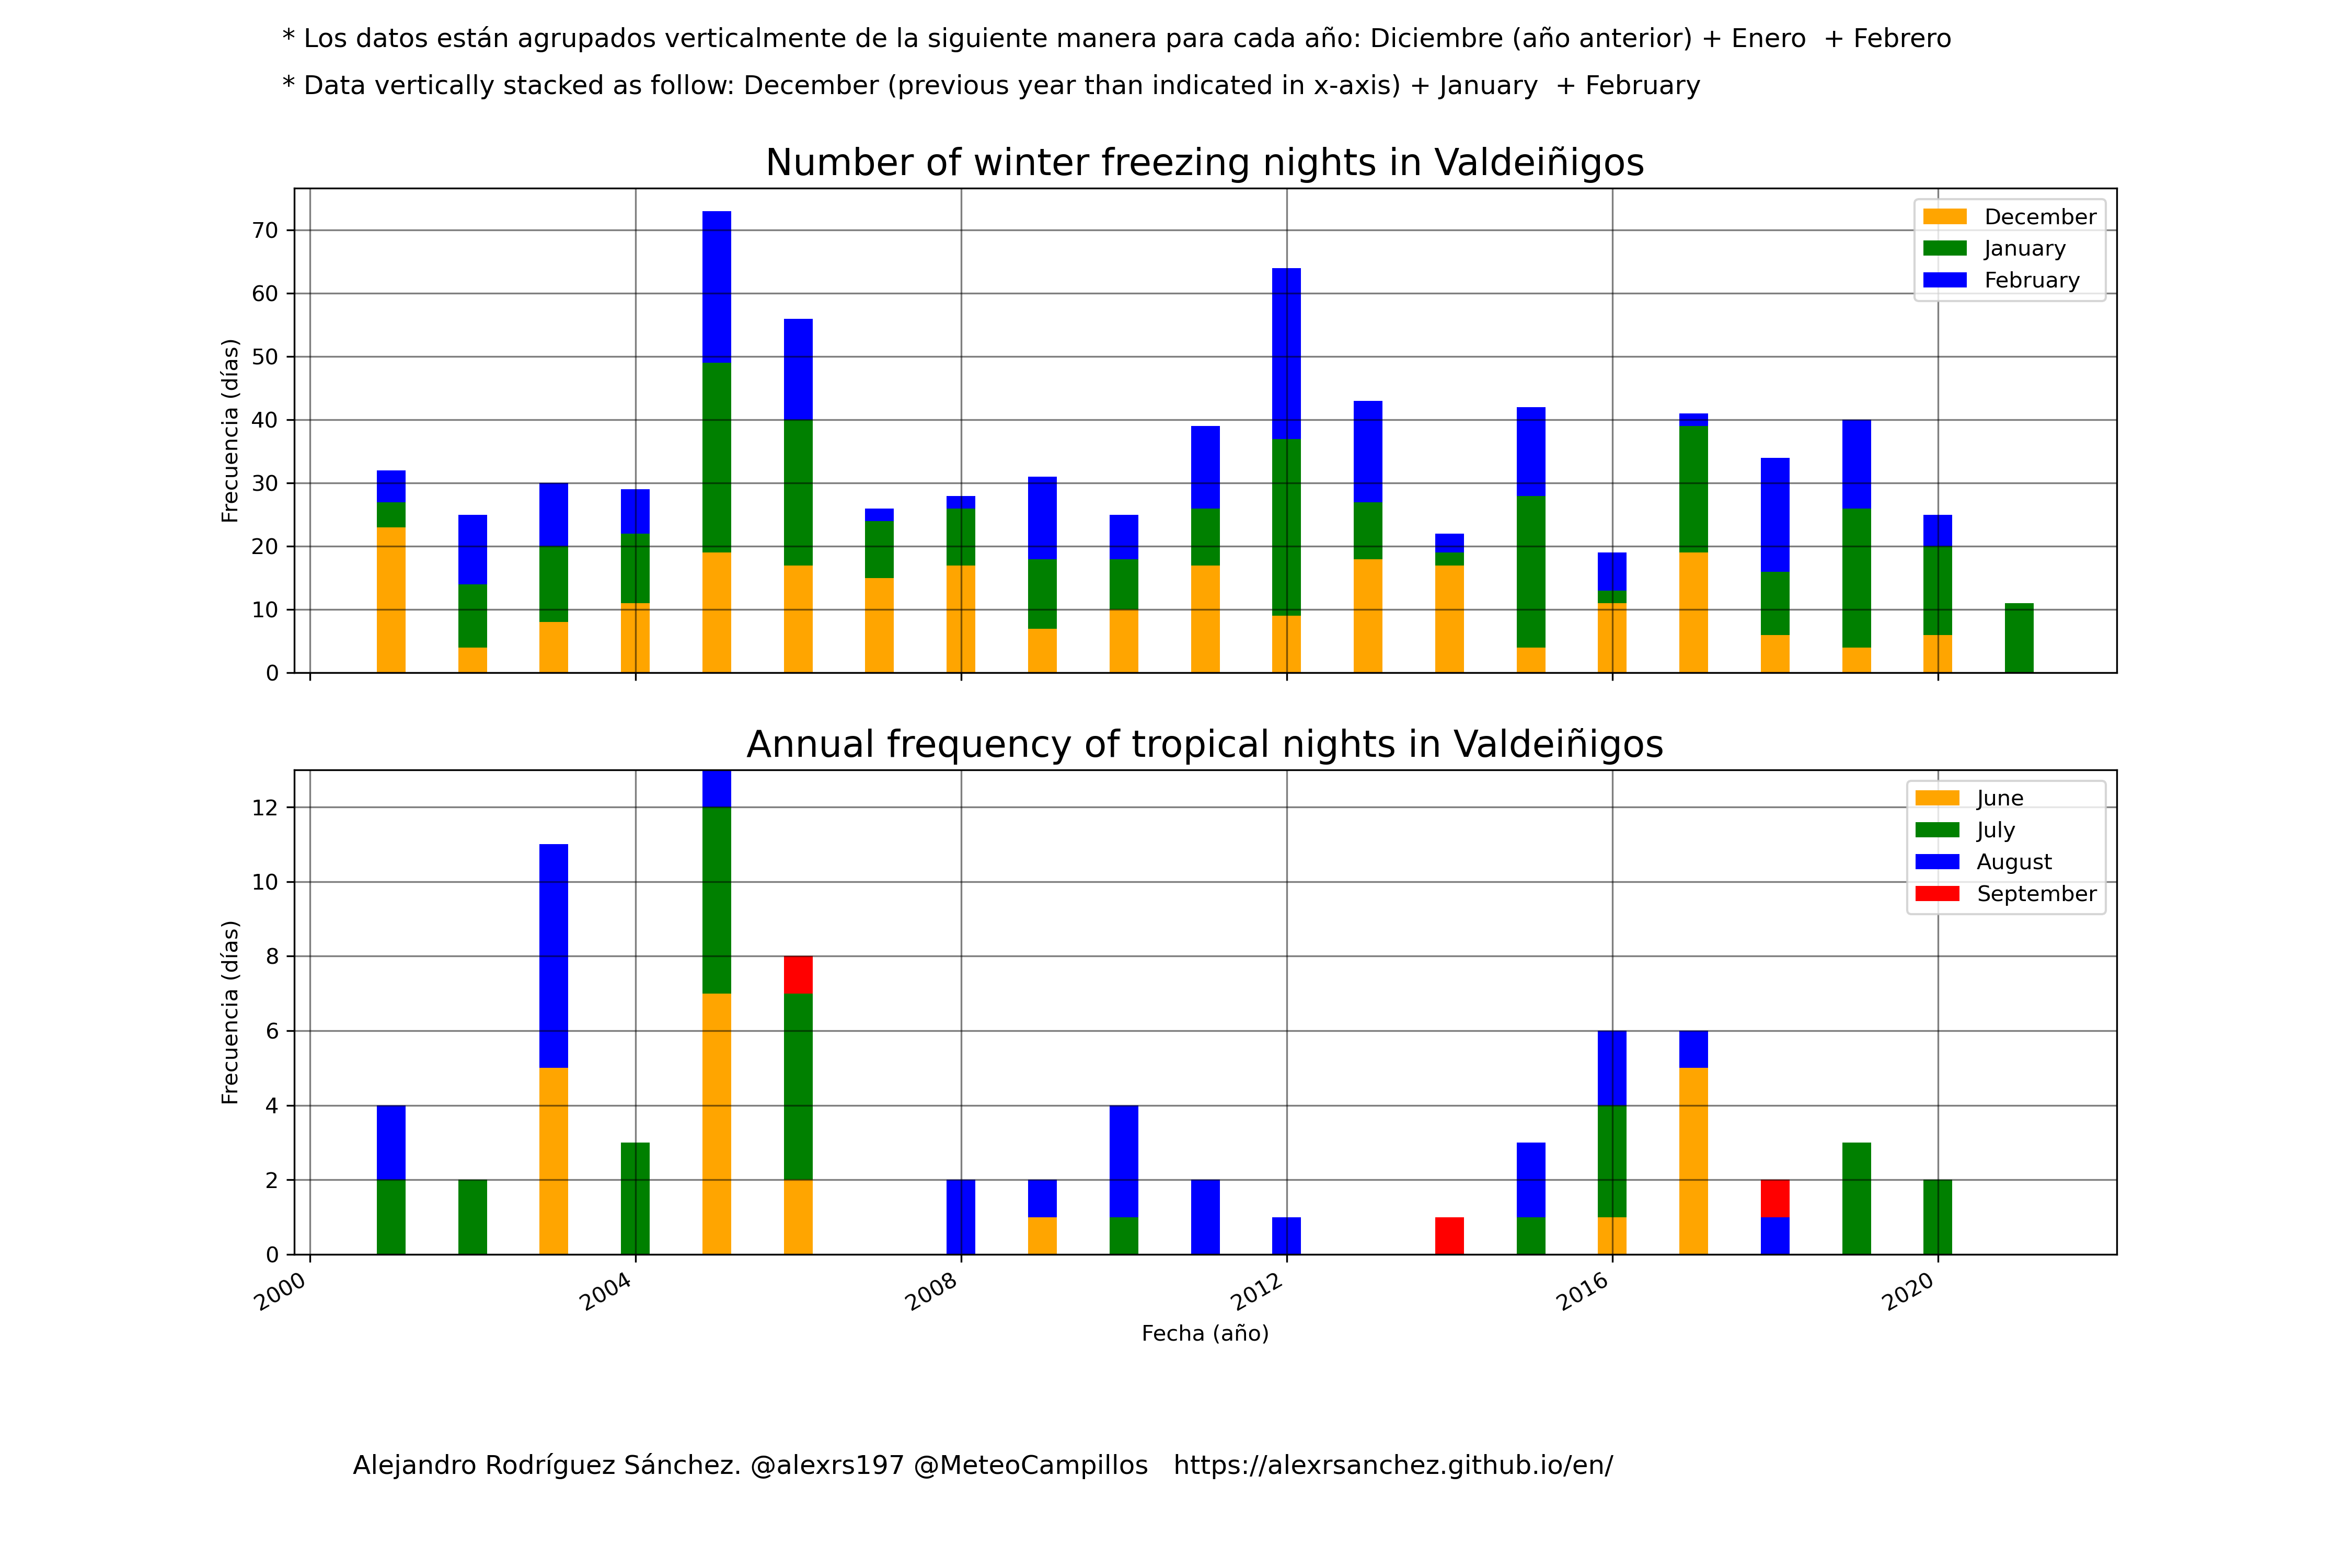 * Los datos están agrupados verticalmente de la siguiente manera para cada año: Diciembre (año anterior) + Enero  + Febrero
* Data vertically stacked as follow: December (previous year than indicated in x-axis) + January  + February
Number of winter freezing nights in Valdeiñigos
70
60
50
40
30
20
10
0
Frecuencia (días)
December
January
February
Annual frequency of tropical nights in Valdeiñigos
12
10
8
6
4
2
0
Frecuencia (días)
June
July
August
September
2000
2004
2008
2012
2016
2020
Fecha (año)
Alejandro Rodríguez Sánchez. @alexrs197 @MeteoCampillos   https://alexrsanchez.github.io/en/